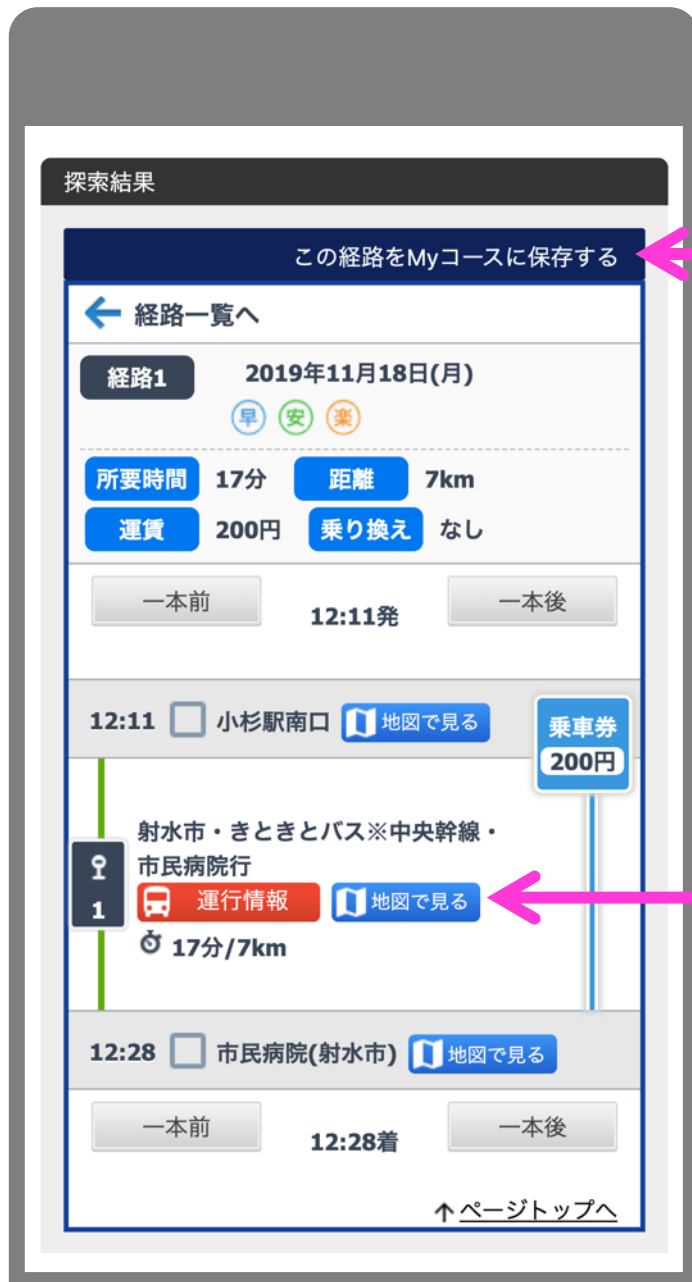 探索結果
この経路をMyコースに保存する
経路一覧へ
経路1 2019年11月18日(月)
早 安 楽
所要時間 17分 距離 7km
運賃 200円 乗り換え なし
一本前 12:11発 一本後
12:11 小杉駅南口 地図で見る
乗車券
200円
射水市・きときとバス※中央幹線・
市民病院行
1 運行情報 地図で見る
17分/7km
12:28 市民病院(射水市) 地図で見る
一本前 12:28着 一本後
↑ページトップへ